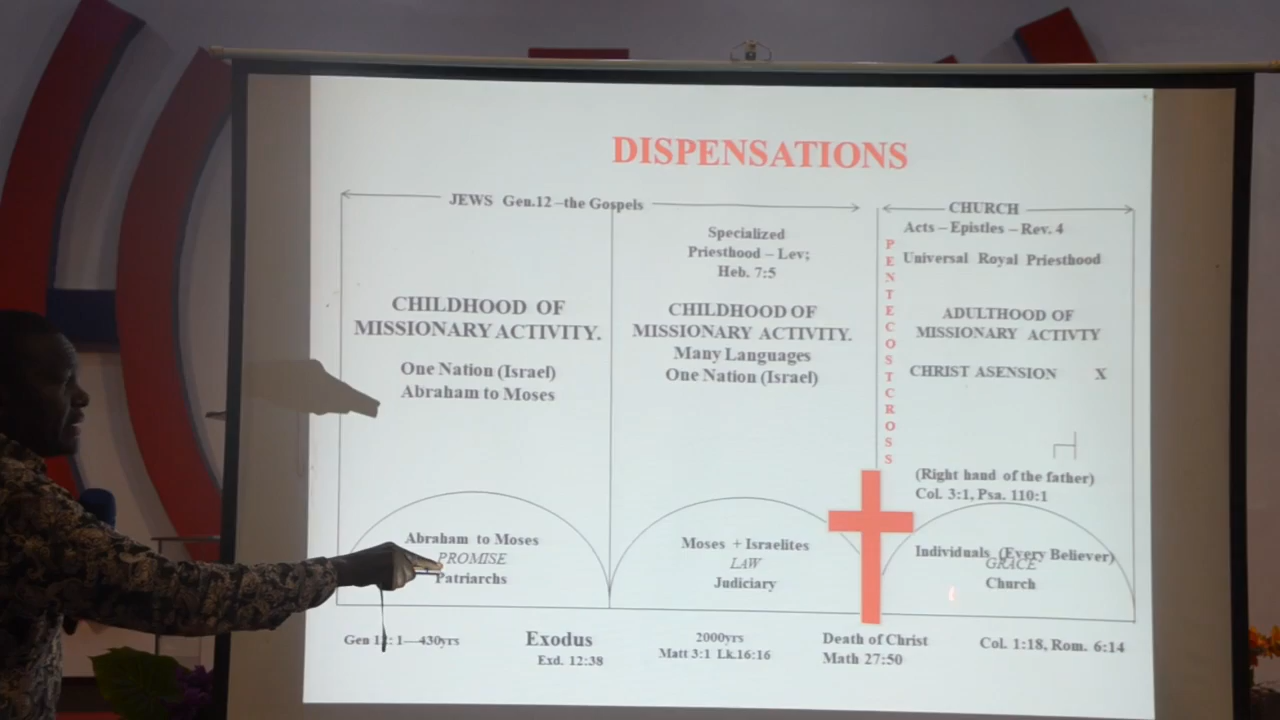 DISPENSATIONS
JEWS Gen.12 –the Gospels
CHURCH
Acts – Epistles – Rev. 4
Universal Royal Priesthood
Specialized
Priesthood – Lev;
Heb. 7:5
CHILDHOOD OF
MISSIONARY ACTIVITY.
One Nation (Israel)
Abraham to Moses
CHILDHOOD OF
MISSIONARY ACTIVITY.
Many Languages
One Nation (Israel)
PENTECOSTCROSS
ADULTHOOD OF
MISSIONARY ACTIVTY
CHRIST ASENSION X
(Right hand of the father)
Col. 3:1, Psa. 110:1
Abraham to Moses
PROMISE
Patriarchs
Moses + Israelites
LAW
Judiciary
Individuals (Every Believer)
GRACE
Church
Gen 12: 1—430yrs
Exodus
Exd. 12:38
2000yrs
Matt 3:1 Lk.16:16
Death of Christ
Math 27:50
Col. 1:18, Rom. 6:14